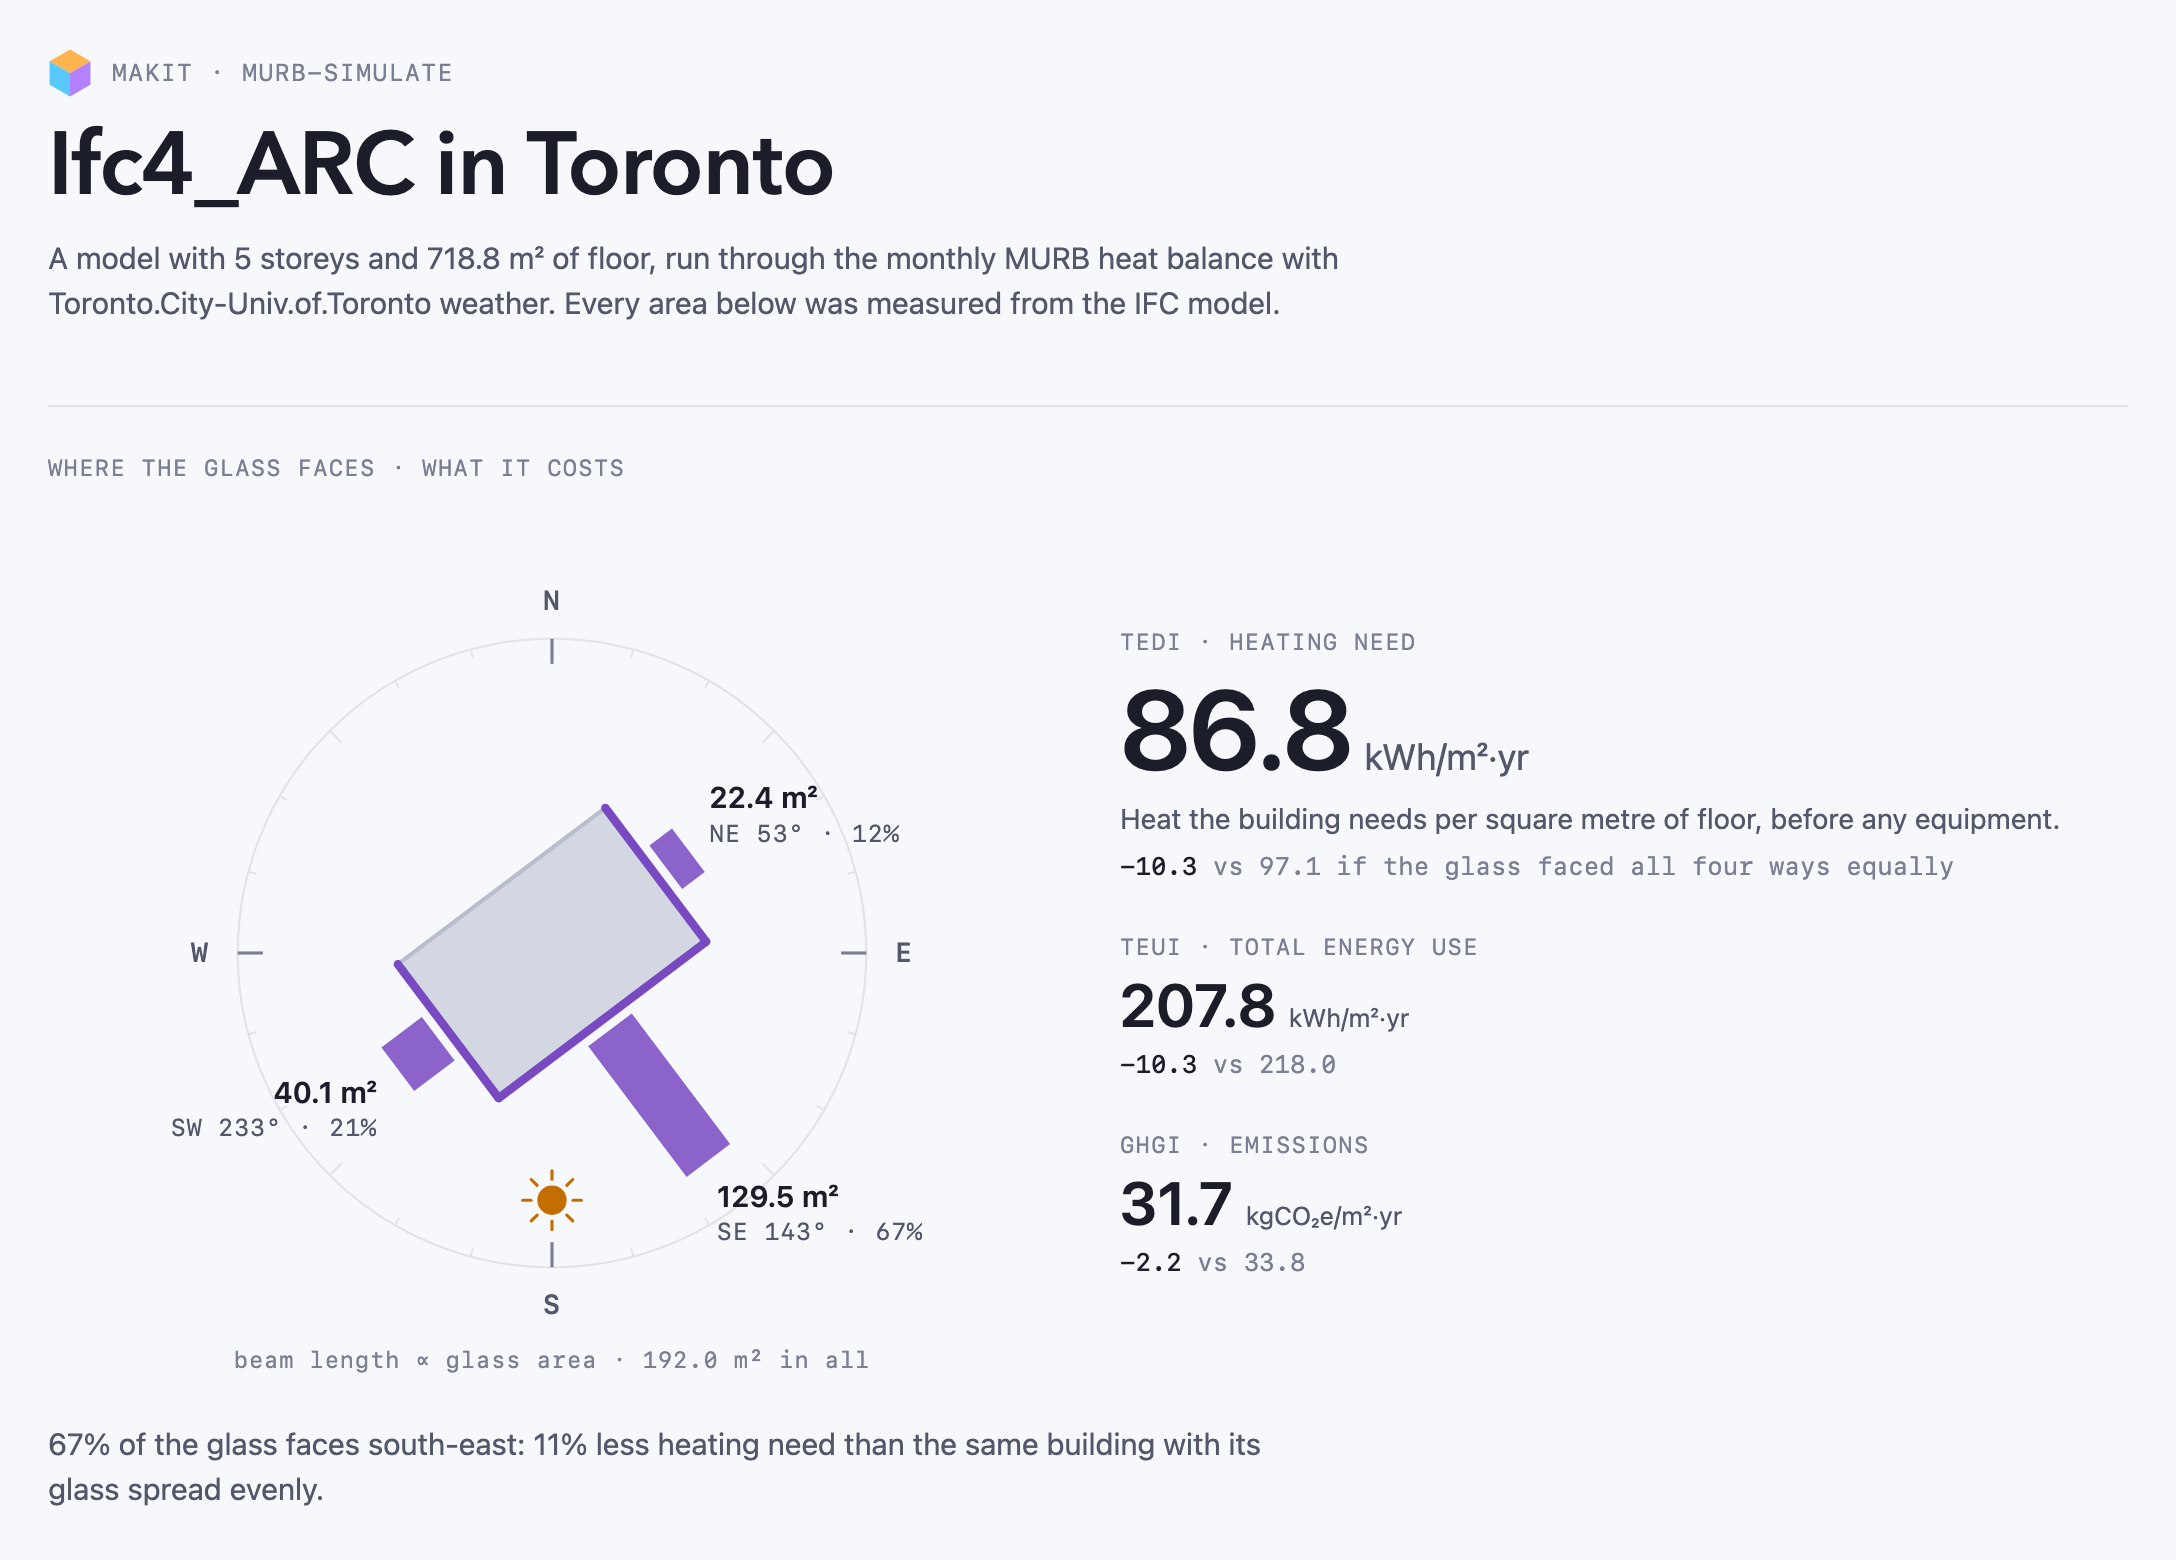 MAKIT · MURB–SIMULATE
Ifc4_ARC in Toronto
A model with 5 storeys and 718.8 m² of floor, run through the monthly MURB heat balance with
Toronto.City-Univ.of.Toronto weather. Every area below was measured from the IFC model.
WHERE THE GLASS FACES · WHAT IT COSTS
N
22.4 m²
NE 53° · 12%
W
E
40.1 m²
SW 233° · 21%
129.5 m²
SE 143° · 67%
S
beam length ∝ glass area · 192.0 m² in all
TEDI · HEATING NEED
86.8 kWh/m²·yr
Heat the building needs per square metre of floor, before any equipment.
−10.3 vs 97.1 if the glass faced all four ways equally
TEUI · TOTAL ENERGY USE
207.8 kWh/m²·yr
−10.3 vs 218.0
GHGI · EMISSIONS
31.7 kgCO₂e/m²·yr
−2.2 vs 33.8
67% of the glass faces south-east: 11% less heating need than the same building with its
glass spread evenly.